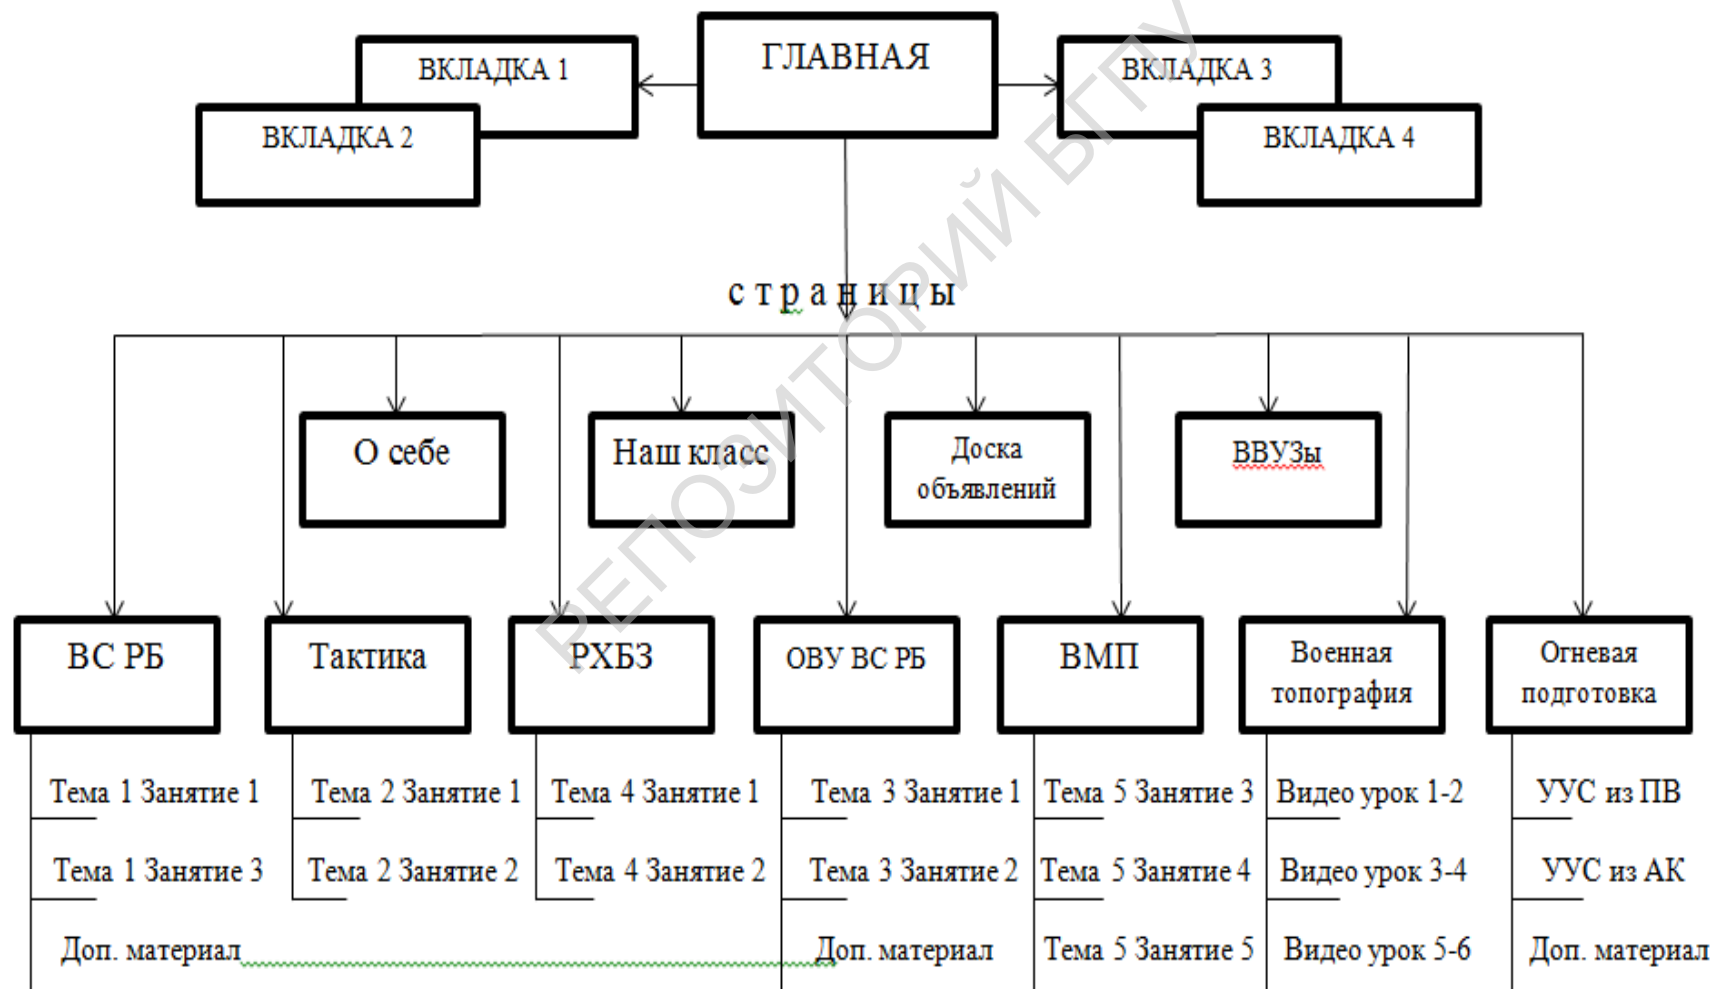 ГЛАВНАЯ
ВКЛАДКА 1
ВКЛАДКА 3
ВКЛАДКА 2
ВКЛАДКА 4
страницы
О себе
Наш класс
Доска
объявлений
ВВУЗы
ВС РБ
Тактика
РХБЗ
ОВУ ВС РБ
ВМП
Военная
топография
Огневая
подготовка
Тема 1 Занятие 1
Тема 2 Занятие 1
Тема 4 Занятие 1
Тема 3 Занятие 1
Тема 5 Занятие 3
Видео урок 1-2
УУС из ПВ
Тема 1 Занятие 3
Тема 2 Занятие 2
Тема 4 Занятие 2
Тема 3 Занятие 2
Тема 5 Занятие 4
Видео урок 3-4
УУС из АК
Доп. материал
Доп. материал
Тема 5 Занятие 5
Видео урок 5-6
Доп. материал
РЕПОЗИТОРИЙ БГПУ